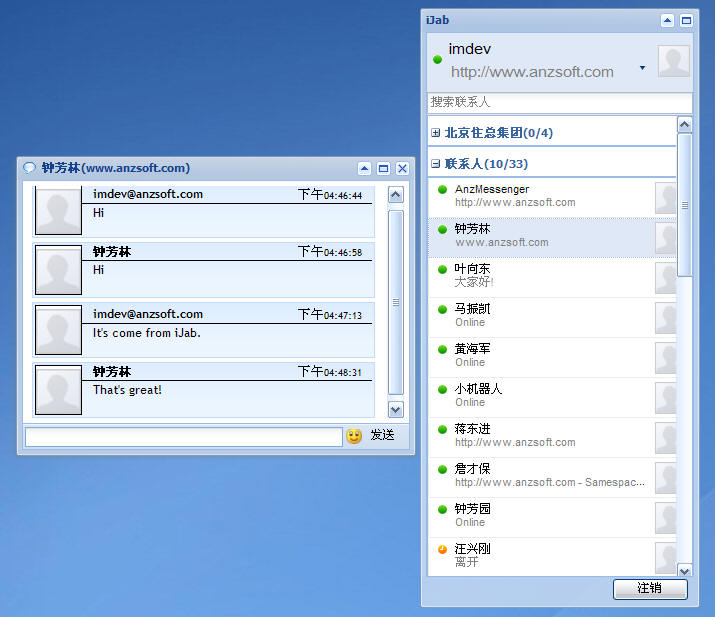 钟芳林(www.anzsoft.com)
imdev@anzsoft.com 下午04:46:44
Hi
钟芳林 下午04:46:58
Hi
imdev@anzsoft.com 下午04:47:13
It's come from iJab.
钟芳林 下午04:48:31
That's great!
发送
iJab
imdev
http://www.anzsoft.com
搜索联系人
北京住总集团(0/4)
联系人(10/33)
AnzMessenger
http://www.anzsoft.com
钟芳林
www.anzsoft.com
叶向东
大家好!
马振凯
Online
黄海军
Online
小机器人
Online
蒋东进
http://www.anzsoft.com
詹才保
http://www.anzsoft.com - Samespac...
钟芳园
Online
汪兴刚
离开
注销